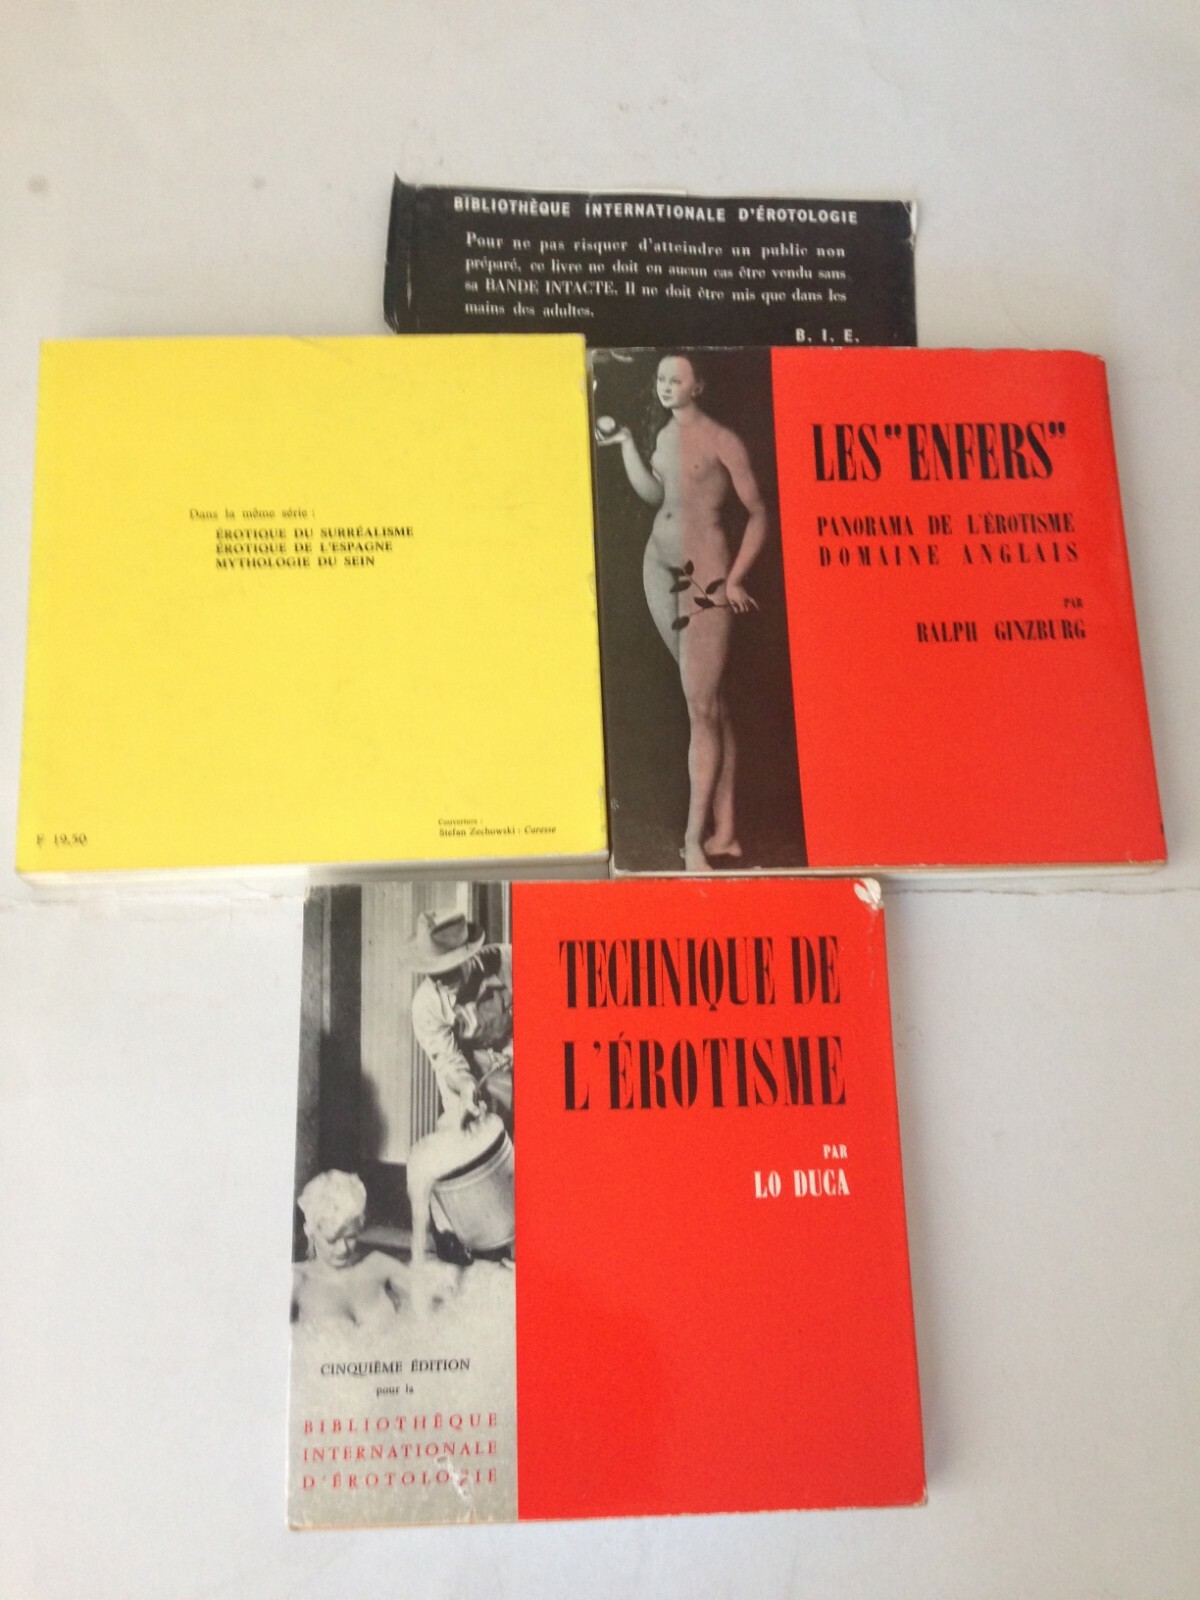 BIBLIOTHÈQUE INTERNATIONALE D'ÉROTOLOGIE
Pour ne pas risquer d'atteindre un public non
préparé, ce livre ne doit en aucun cas être vendu sans
sa BANDE INTACTE. Il ne doit être mis que dans les
mains des adultes.
B. I. E.
Dans la même série :
ÉROTIQUE DU SURRÉALISME
ÉROTIQUE DE L'ESPAGNE
MYTHOLOGIE DU SEIN
F 19,50
Couverture :
Stefan Zechowski : Caresse
LES "ENFERS"
PANORAMA DE L'ÉROTISME
DOMAINE ANGLAIS
PAR
RALPH GINZBURG
TECHNIQUE DE
L'ÉROTISME
PAR
LO DUCA
CINQUIÈME ÉDITION
pour la
BIBLIOTHÈQUE
INTERNATIONALE
D'ÉROTOLOGIE